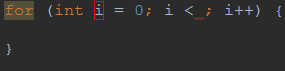 for (int i = 0; i < ; i++) {
}